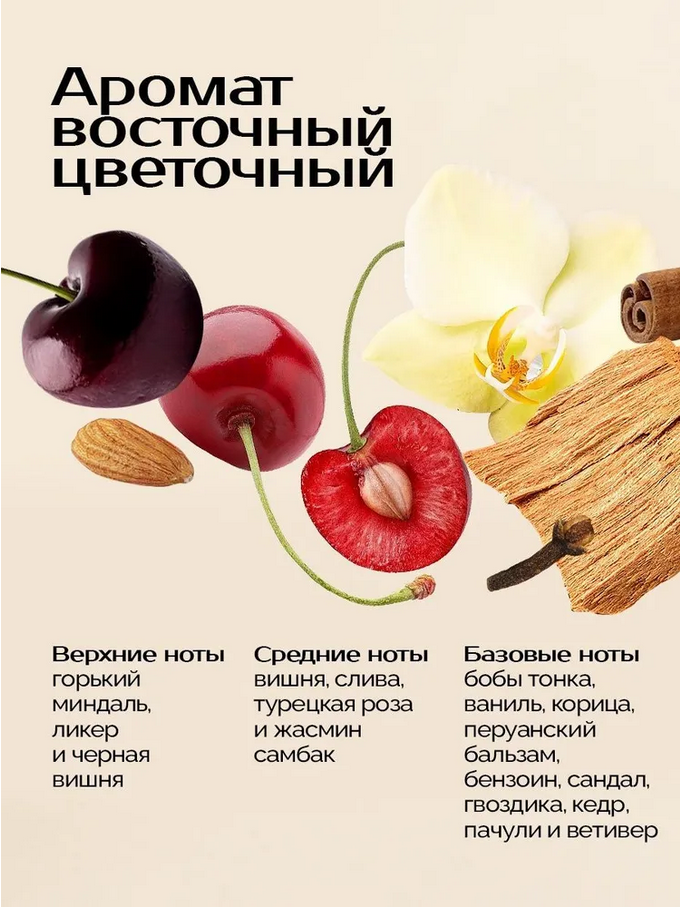 Аромат
восточный
цветочный
Верхние ноты
горький
миндаль,
ликер
и черная
вишня
Средние ноты
вишня, слива,
турецкая роза
и жасмин
самбак
Базовые ноты
бобы тонка,
ваниль, корица,
перуанский
бальзам,
бензоин, сандал,
гвоздика, кедр,
пачули и ветивер